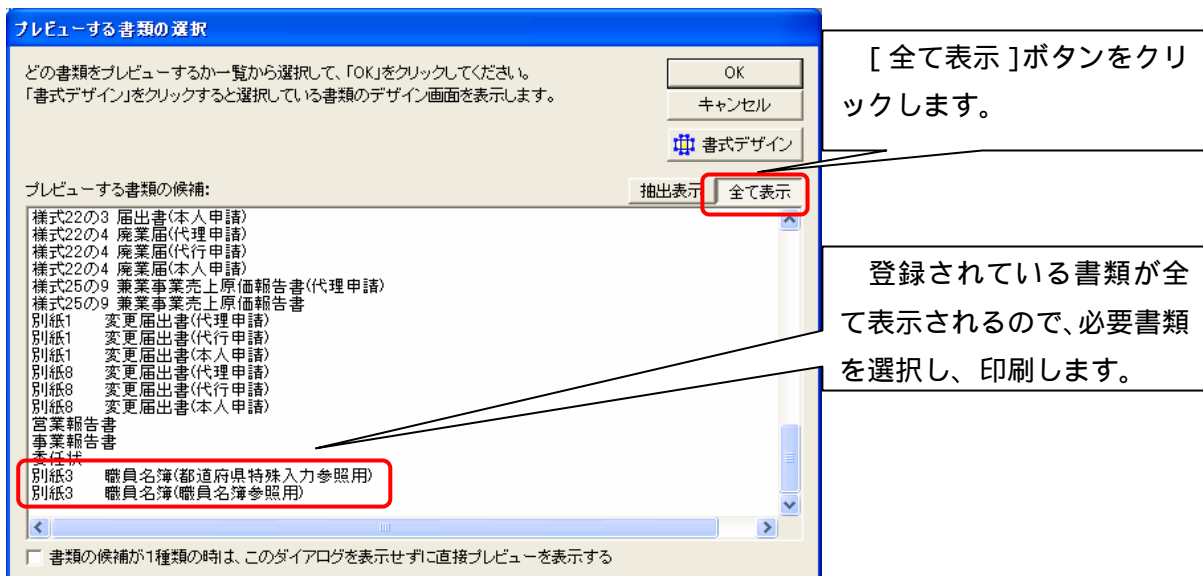 プレビューする書類の選択
どの書類をプレビューするか一覧から選択して、「OK」をクリックしてください。
「書式デザイン」をクリックすると選択している書類のデザイン画面を表示します。
OK
キャンセル
書式デザイン
プレビューする書類の候補:
抽出表示
全て表示
様式22の3 届出書(本人申請)
様式22の4 廃業届(代理申請)
様式22の4 廃業届(代行申請)
様式22の4 廃業届(本人申請)
様式25の9 兼業事業売上原価報告書(代理申請)
様式25の9 兼業事業売上原価報告書
別紙1 変更届出書(代理申請)
別紙1 変更届出書(代行申請)
別紙1 変更届出書(本人申請)
別紙8 変更届出書(代理申請)
別紙8 変更届出書(代行申請)
別紙8 変更届出書(本人申請)
営業報告書
事業報告書
委任状
別紙3 職員名簿(都道府県特殊入力参照用)
別紙3 職員名簿(職員名簿参照用)
書類の候補が1種類の時は、このダイアログを表示せずに直接プレビューを表示する
[全て表示]ボタンをクリ
ックします。
登録されている書類が全
て表示されるので、必要書類
を選択し、印刷します。